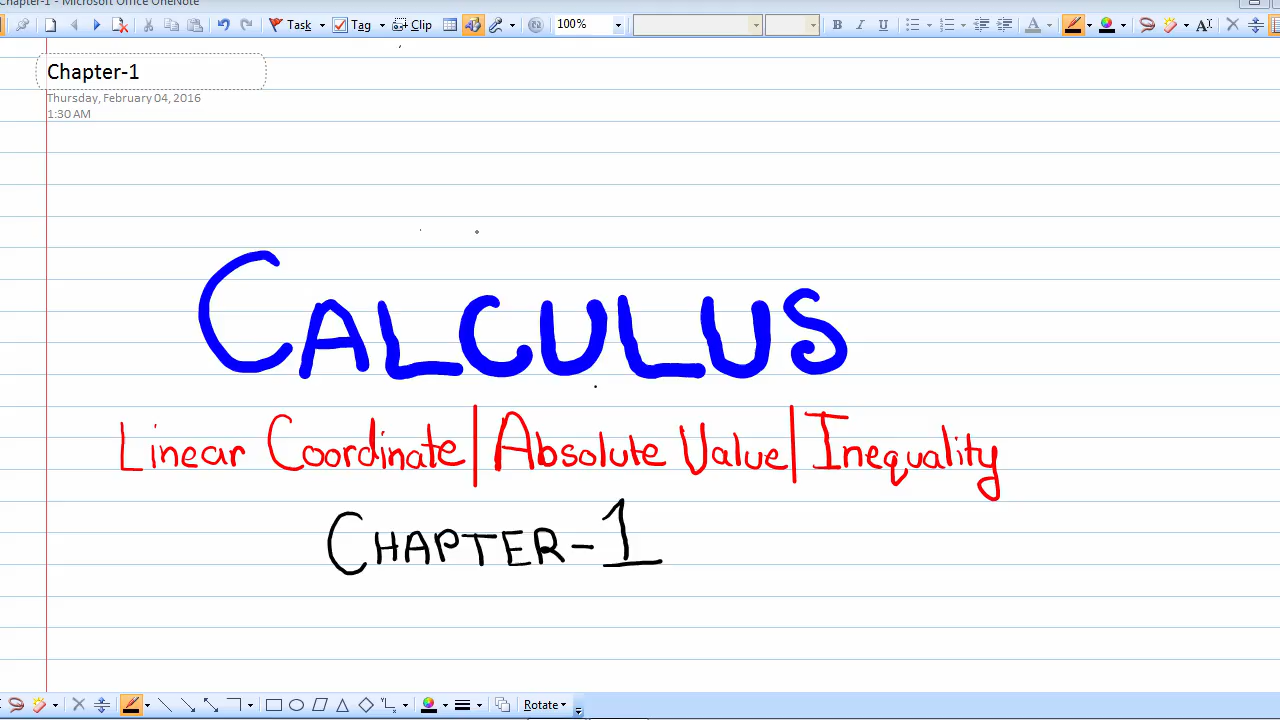 Chapter-1 - Microsoft Office OneNote
Task Tag Clip 100% B I U A
Chapter-1
Thursday, February 04, 2016
1:30 AM
CALCULUS
Linear Coordinate|Absolute Value|Inequality
CHAPTER-1
Rotate